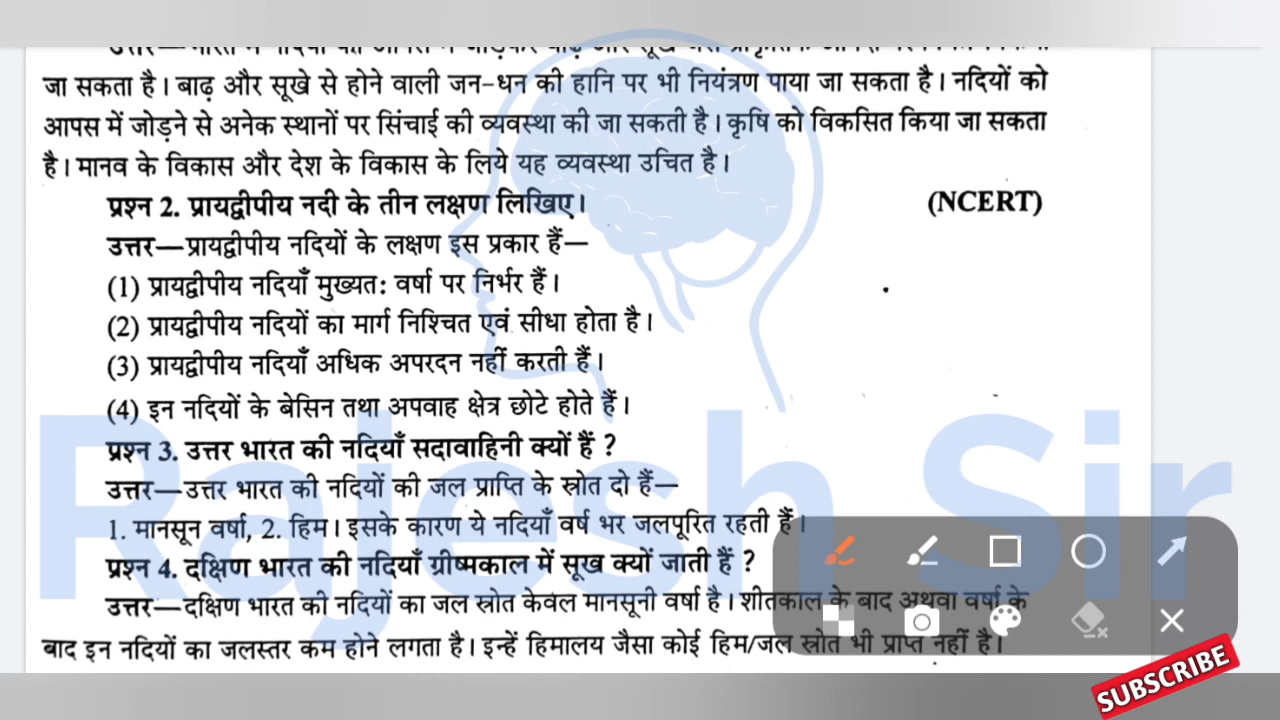 जा सकता है। बाढ़ और सूखे से होने वाली जन-धन की हानि पर भी नियंत्रण पाया जा सकता है। नदियों को
आपस में जोड़ने से अनेक स्थानों पर सिंचाई की व्यवस्था की जा सकती है। कृषि को विकसित किया जा सकता
है। मानव के विकास और देश के विकास के लिये यह व्यवस्था उचित है।
प्रश्न 2. प्रायद्वीपीय नदी के तीन लक्षण लिखिए। (NCERT)
उत्तर—प्रायद्वीपीय नदियों के लक्षण इस प्रकार हैं—
(1) प्रायद्वीपीय नदियाँ मुख्यतः वर्षा पर निर्भर हैं।
(2) प्रायद्वीपीय नदियों का मार्ग निश्चित एवं सीधा होता है।
(3) प्रायद्वीपीय नदियाँ अधिक अपरदन नहीं करती हैं।
(4) इन नदियों के बेसिन तथा अपवाह क्षेत्र छोटे होते हैं।
प्रश्न 3. उत्तर भारत की नदियाँ सदावाहिनी क्यों हैं ?
उत्तर—उत्तर भारत की नदियों की जल प्राप्ति के स्रोत दो हैं—
1. मानसून वर्षा, 2. हिम। इसके कारण ये नदियाँ वर्ष भर जलपूरित रहती हैं।
प्रश्न 4. दक्षिण भारत की नदियाँ ग्रीष्मकाल में सूख क्यों जाती हैं ?
उत्तर—दक्षिण भारत की नदियों का जल स्रोत केवल मानसूनी वर्षा है। शीतकाल के बाद अथवा वर्षा के
बाद इन नदियों का जलस्तर कम होने लगता है। इन्हें हिमालय जैसा कोई हिम/जल स्रोत भी प्राप्त नहीं है।
Rajesh Sir
SUBSCRIBE